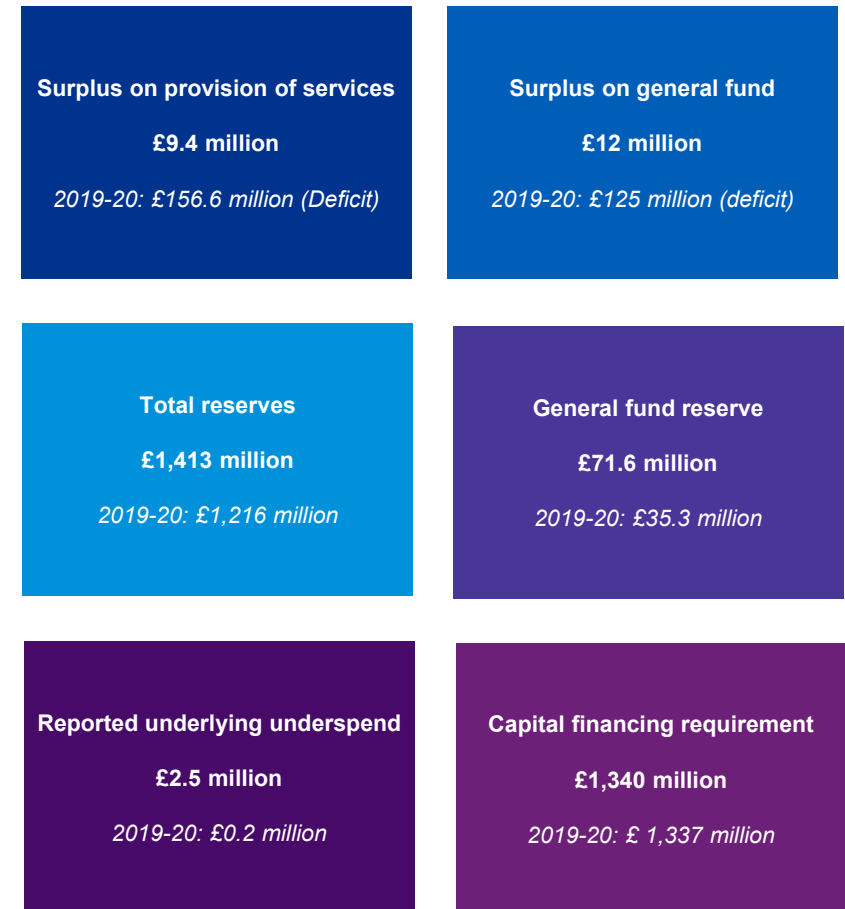 Surplus on provision of services
£9.4 million
2019-20: £156.6 million (Deficit)
Surplus on general fund
£12 million
2019-20: £125 million (deficit)
Total reserves
£1,413 million
2019-20: £1,216 million
General fund reserve
£71.6 million
2019-20: £35.3 million
Reported underlying underspend
£2.5 million
2019-20: £0.2 million
Capital financing requirement
£1,340 million
2019-20: £ 1,337 million